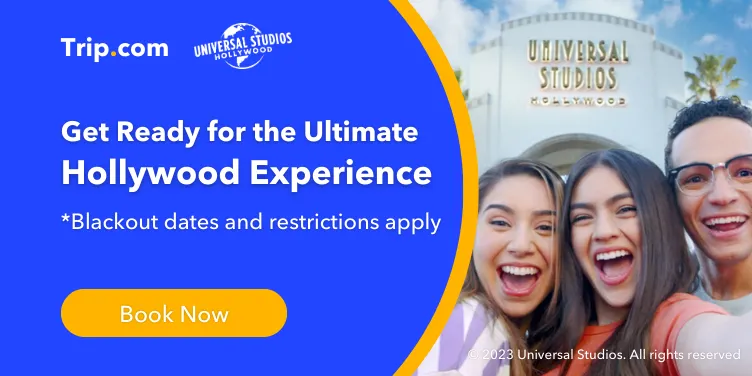 Trip.com
UNIVERSAL STUDIOS
HOLLYWOOD
Get Ready for the Ultimate
Hollywood Experience
*Blackout dates and restrictions apply
Book Now
UNIVERSAL
STUDIOS
HOLLYWOOD
© 2023 Universal Studios. All rights reserved